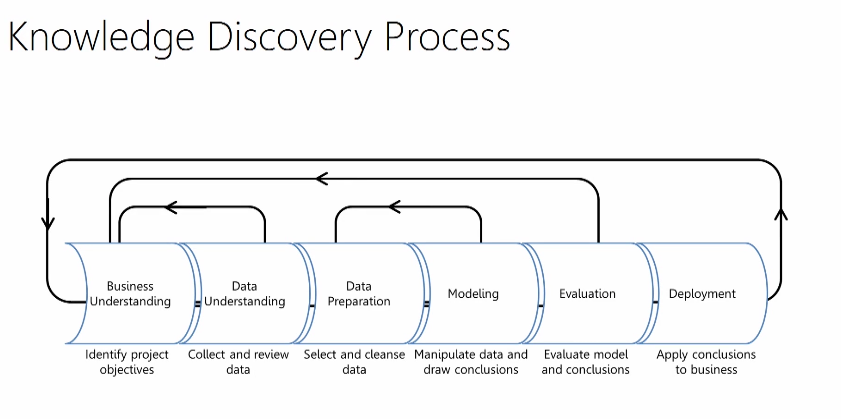 Knowledge Discovery Process
Business
Understanding
Data
Understanding
Data
Preparation
Modeling
Evaluation
Deployment
Identify project
objectives
Collect and review
data
Select and cleanse
data
Manipulate data and
draw conclusions
Evaluate model
and conclusions
Apply conclusions
to business